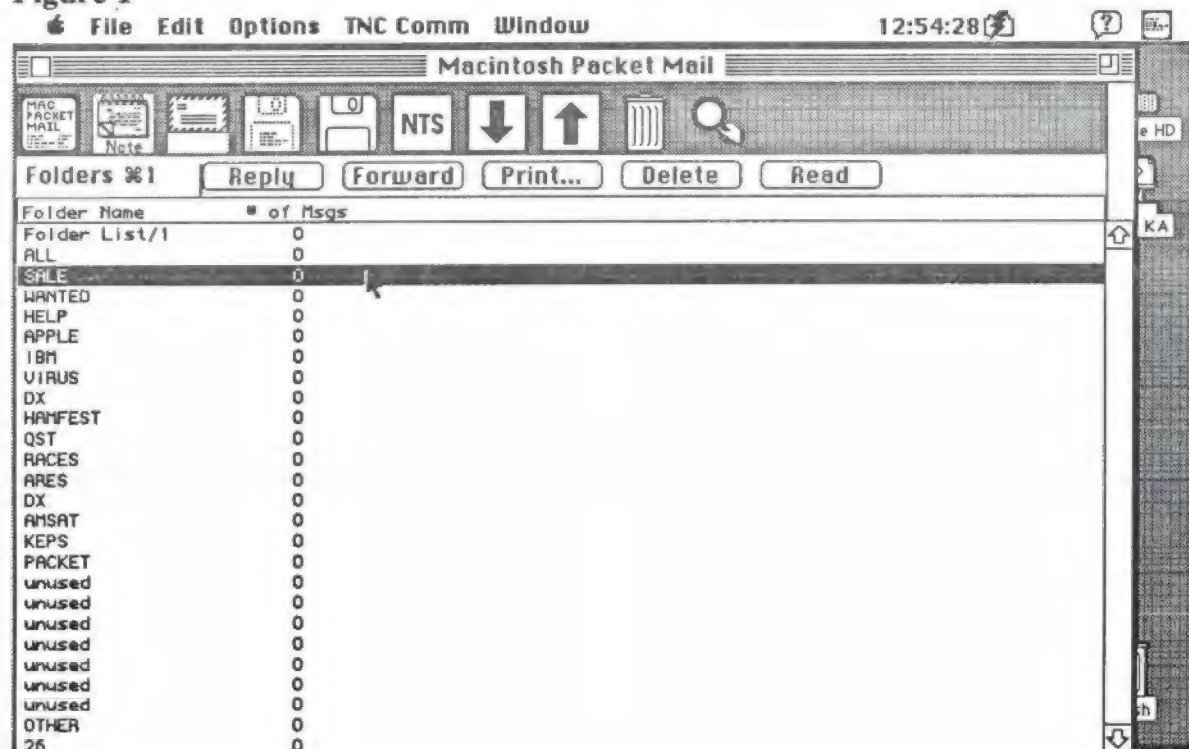 Figure 1
File Edit Options TNC Comm Window 12:54:28 ?
Macintosh Packet Mail
MAC PACKET MAIL
Note
NTS
e HD
Folders ⌘1 Reply Forward Print... Delete Read
KA
Folder Name # of Msgs
Folder List/1 0
ALL 0
SALE 0
WANTED 0
HELP 0
APPLE 0
IBM 0
VIRUS 0
DX 0
HAMFEST 0
QST 0
RACES 0
ARES 0
DX 0
AMSAT 0
KEPS 0
PACKET 0
unused 0
unused 0
unused 0
unused 0
unused 0
unused 0
unused 0
sh
OTHER 0
26 0